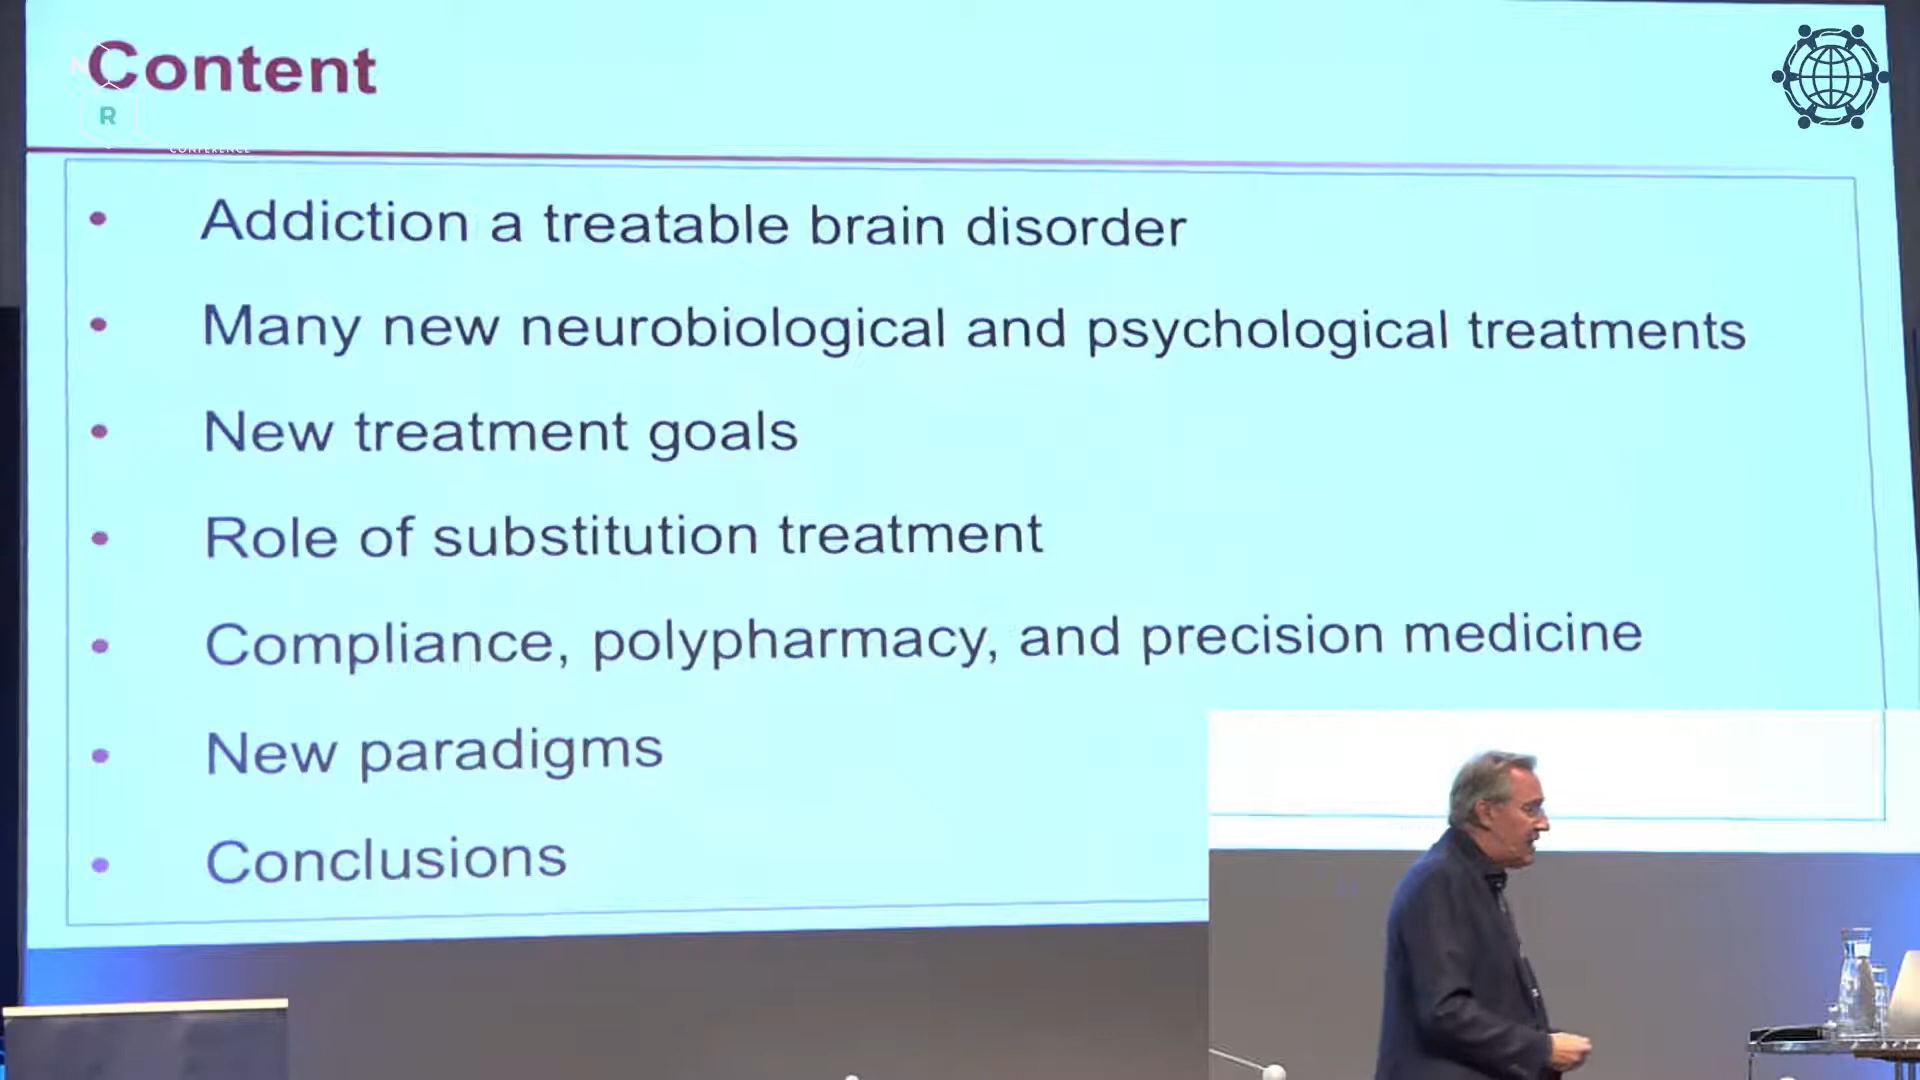 Content
N
R
CONFERENCE
• Addiction a treatable brain disorder
• Many new neurobiological and psychological treatments
• New treatment goals
• Role of substitution treatment
• Compliance, polypharmacy, and precision medicine
• New paradigms
• Conclusions